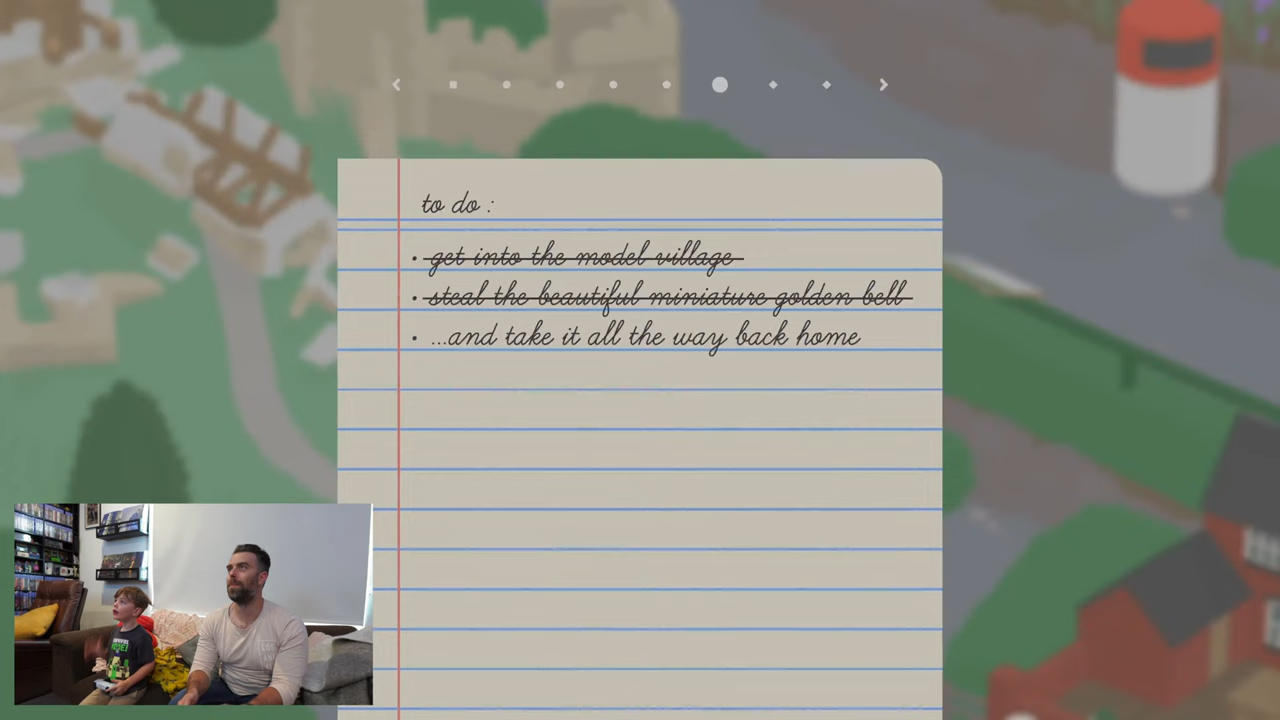 to do :
• get into the model village
• steal the beautiful miniature golden bell
• ...and take it all the way back home